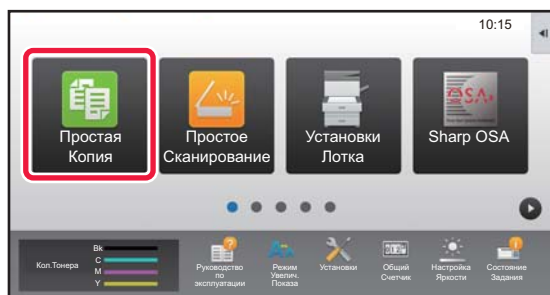 10:15
Простая
Копия
Простое
Сканирование
Установки
Лотка
Sharp OSA
Кол.Тонера
Bk
C
M
Y
Руководство
по
эксплуатации
Режим
Увелич.
Показа
Установки
Общий
Счетчик
Настройка
Яркости
Состояние
Задания